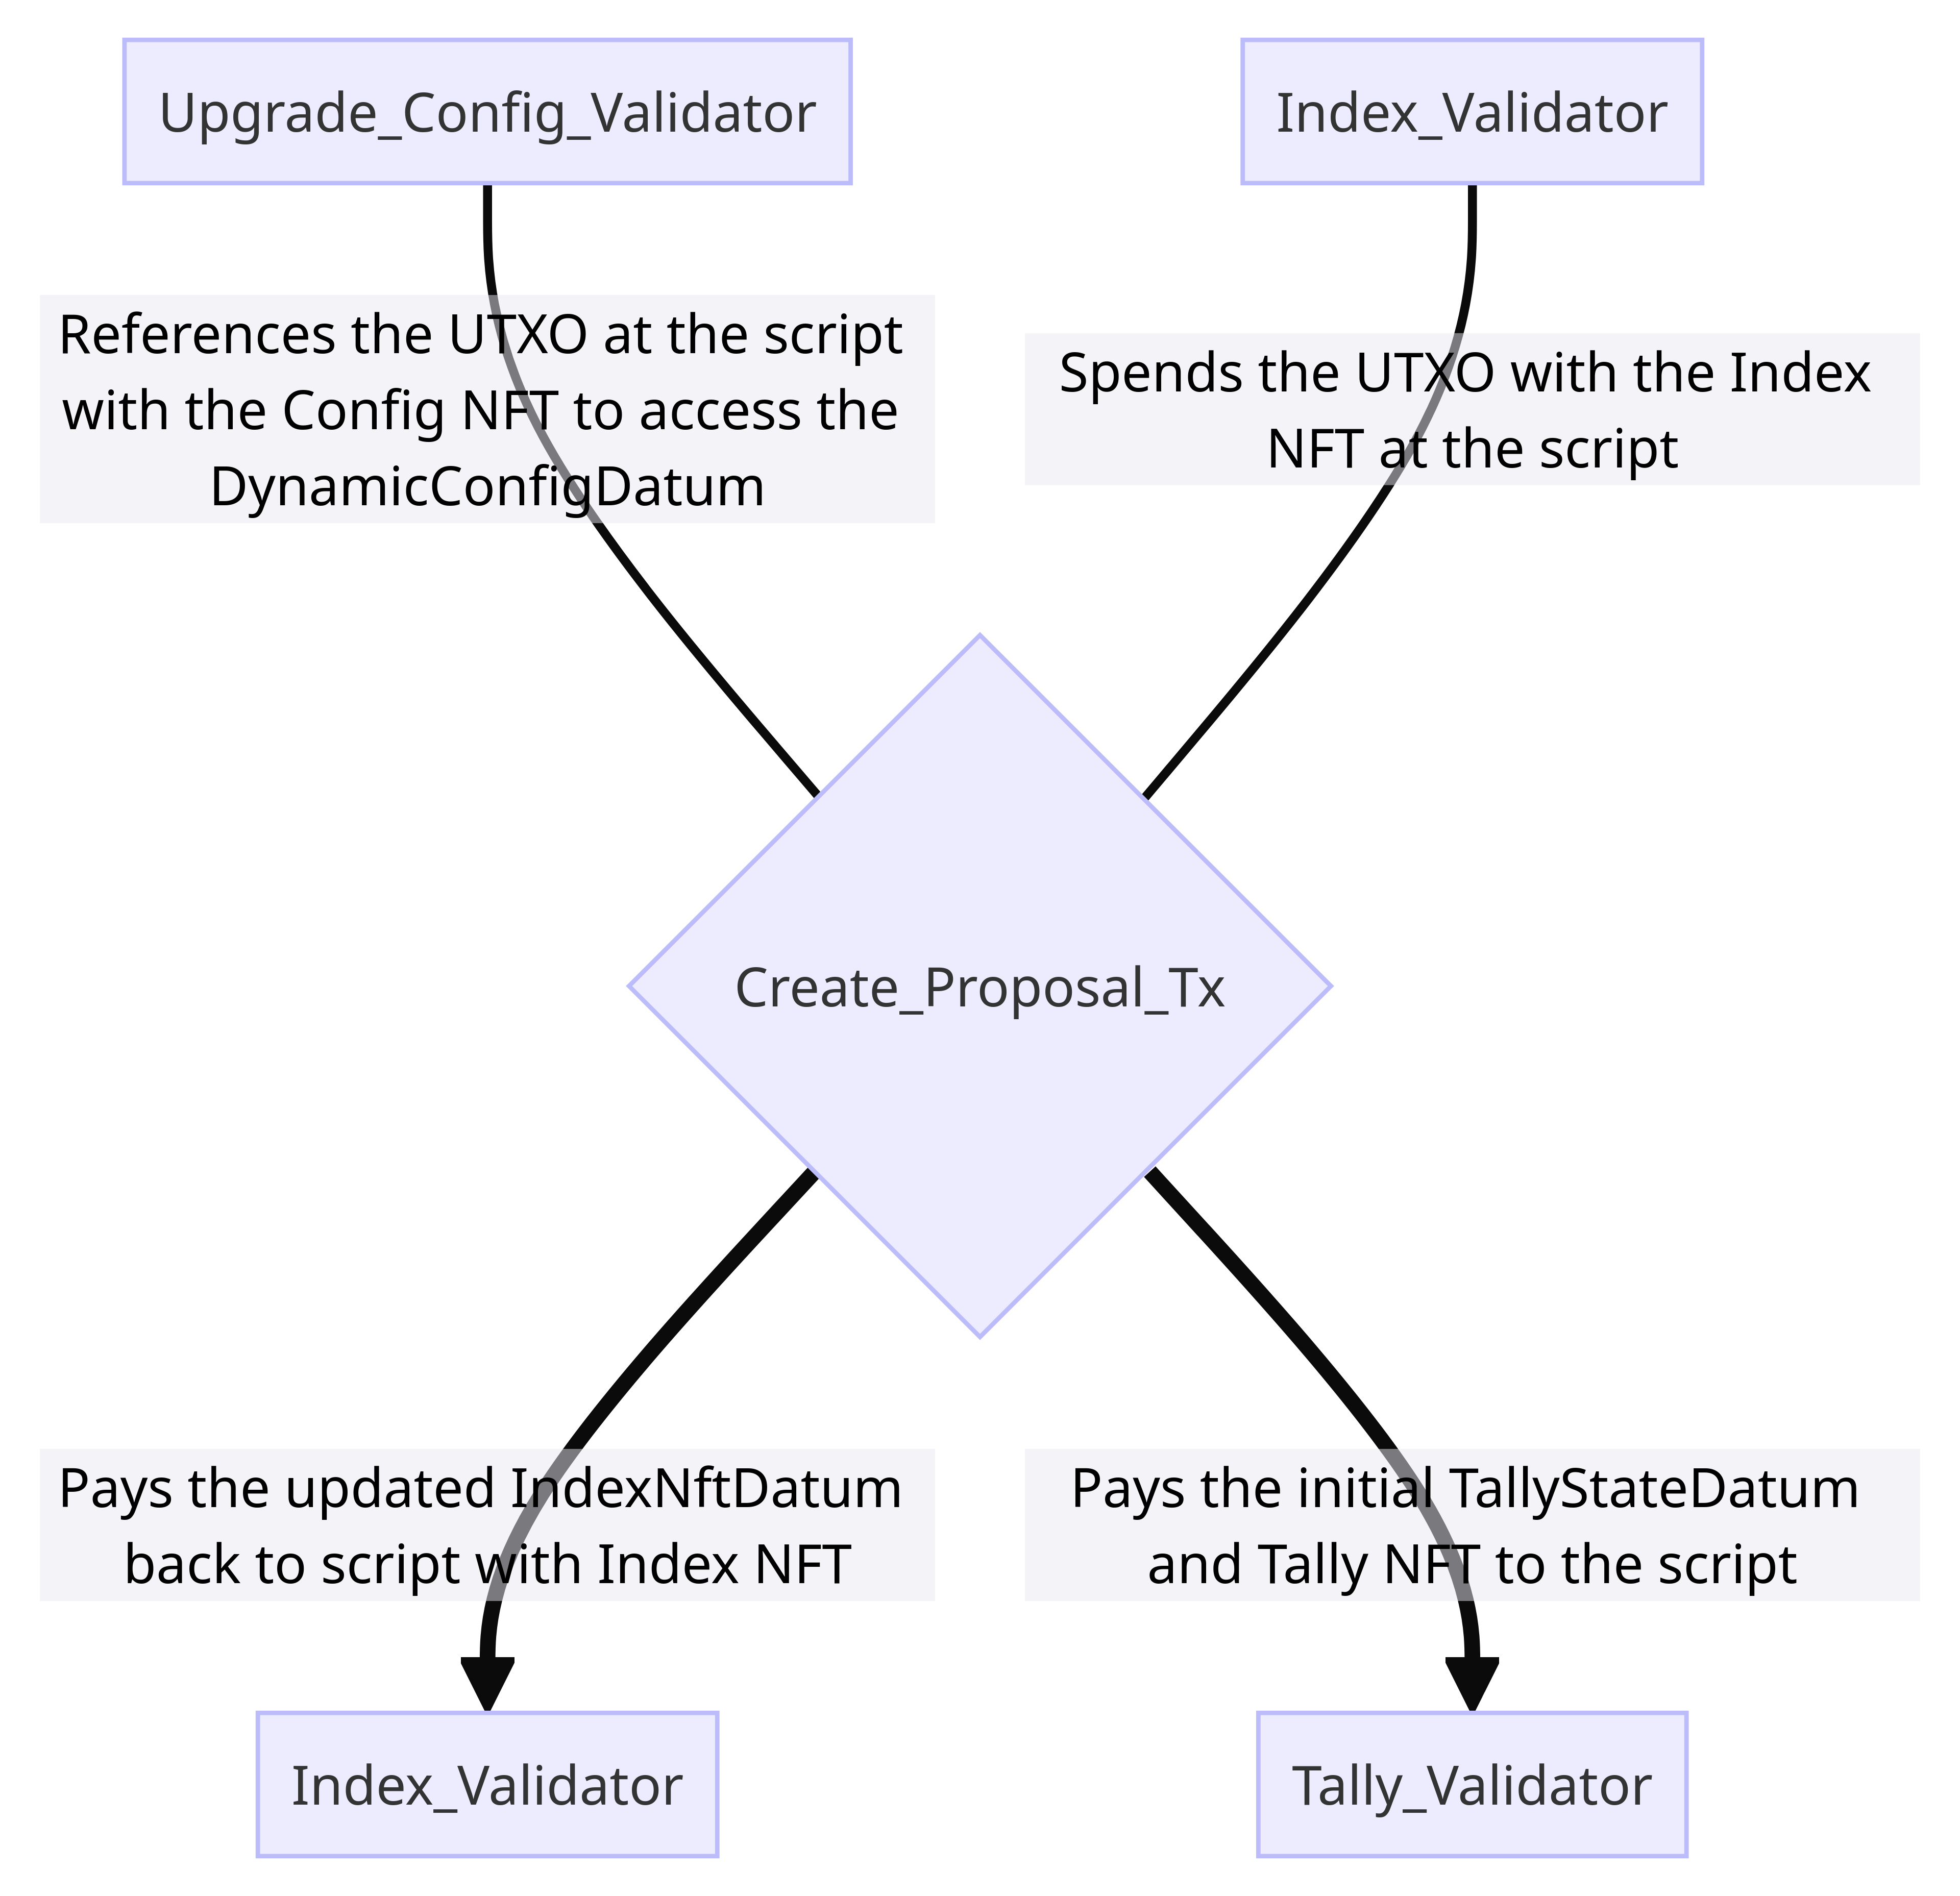 Upgrade_Config_Validator
Index_Validator
References the UTXO at the script
with the Config NFT to access the
DynamicConfigDatum
Spends the UTXO with the Index
NFT at the script
Create_Proposal_Tx
Pays the updated IndexNftDatum
back to script with Index NFT
Pays the initial TallyStateDatum
and Tally NFT to the script
Index_Validator
Tally_Validator